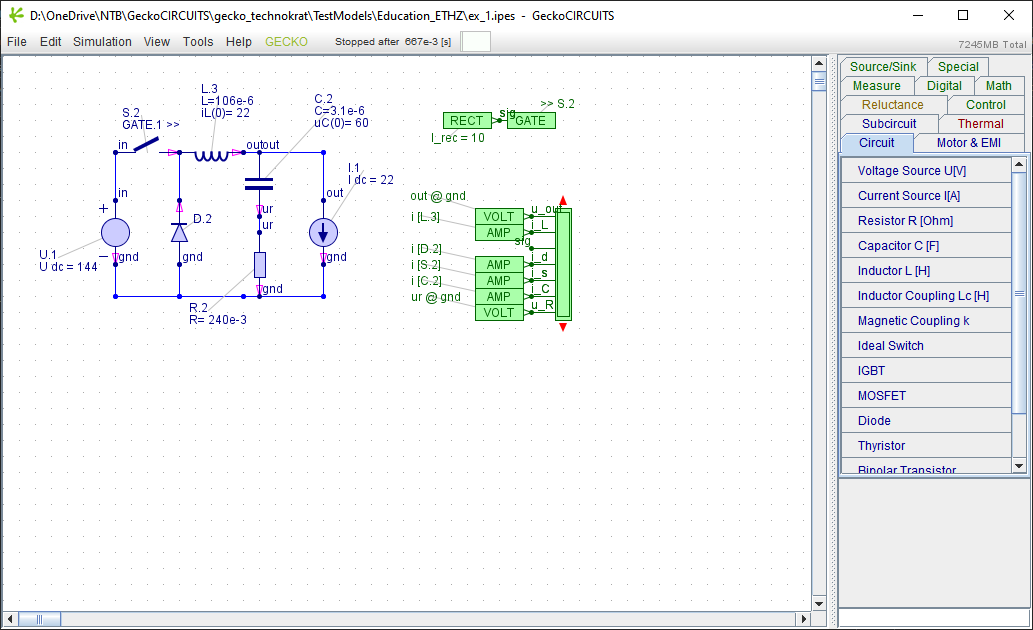 D:\OneDrive\NTB\GeckoCIRCUITS\gecko_technokrat\TestModels\Education_ETHZ\ex_1.ipes - GeckoCIRCUITS
File Edit Simulation View Tools Help GECKO Stopped after 667e-3 [s]
7245MB Total
L.3
L=106e-6
iL(0)= 22
C.2
C=3.1e-6
uC(0)= 60
S.2
GATE.1 >>
in
outout
I.1
I dc = 22
in
out
+
D.2
ur
ur
U.1
U dc = 144
−
gnd
gnd
gnd
gnd
R.2
R= 240e-3
>> S.2
RECT
sig
GATE
I_rec = 10
out @ gnd
VOLT
u_out
i [L.3]
AMP
i_L
sig
i [D.2]
AMP
i_d
i [S.2]
AMP
i_s
i [C.2]
AMP
i_C
ur @ gnd
VOLT
u_R
Source/Sink
Special
Measure
Digital
Math
Reluctance
Control
Subcircuit
Thermal
Circuit
Motor & EMI
Voltage Source U[V]
Current Source I[A]
Resistor R [Ohm]
Capacitor C [F]
Inductor L [H]
Inductor Coupling Lc [H]
Magnetic Coupling k
Ideal Switch
IGBT
MOSFET
Diode
Thyristor
Bipolar Transistor